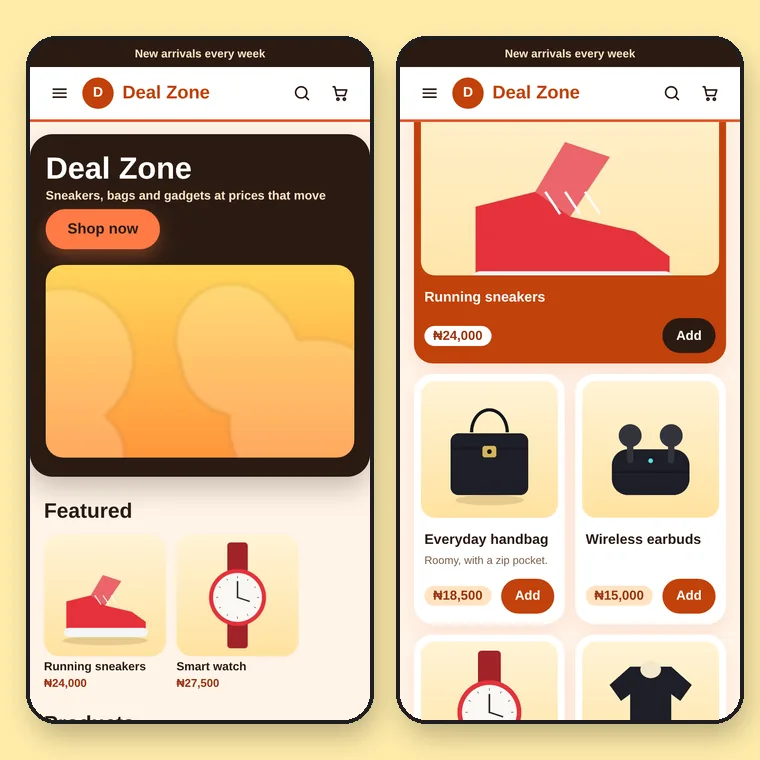 New arrivals every week
D Deal Zone
Deal Zone
Sneakers, bags and gadgets at prices that move
Shop now
Featured
Running sneakers
₦24,000
Smart watch
₦27,500
Products
New arrivals every week
D Deal Zone
Running sneakers
₦24,000 Add
Everyday handbag
Roomy, with a zip pocket.
₦18,500 Add
Wireless earbuds
₦15,000 Add